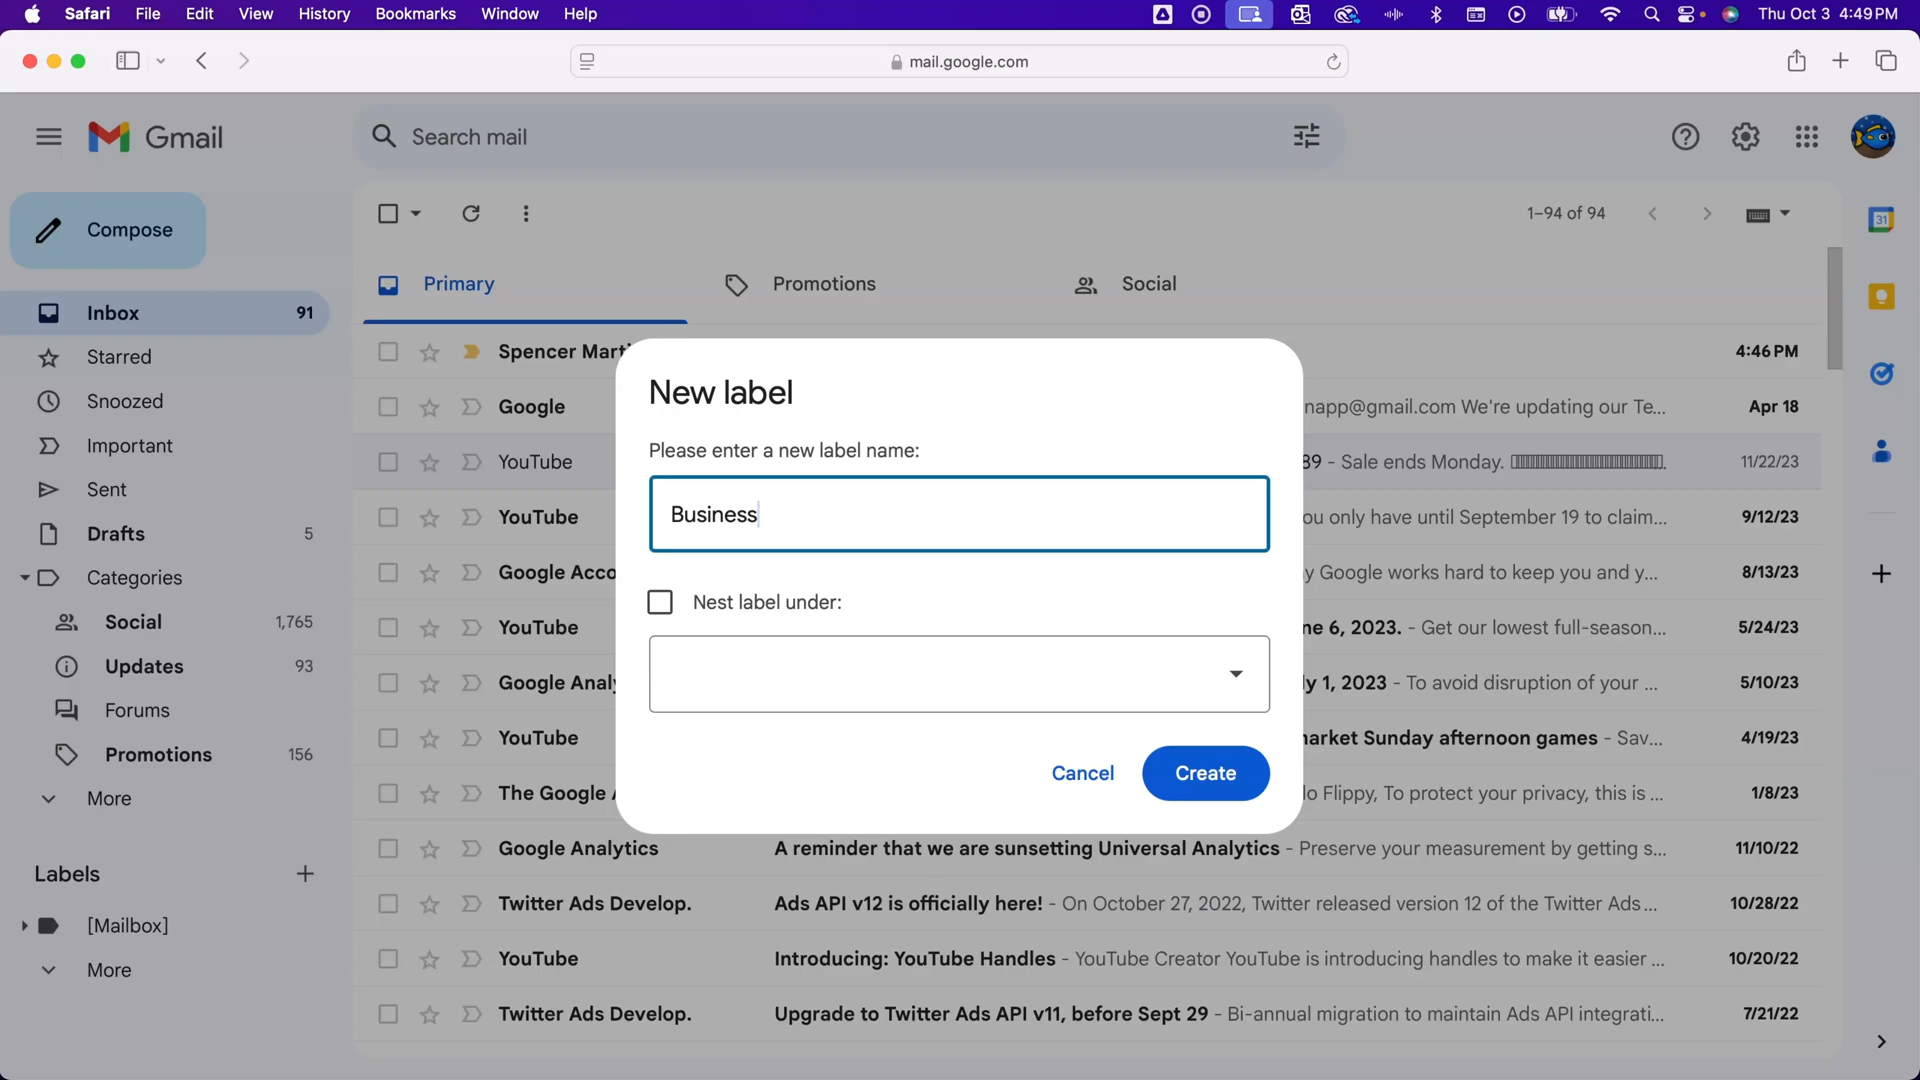 Safari File Edit View History Bookmarks Window Help Thu Oct 3 4:49 PM
mail.google.com
Gmail
Search mail
Compose
1–94 of 94
31
Primary Promotions Social
Inbox 91
Starred
Snoozed
Important
Sent
Drafts 5
Categories
Social 1,765
Updates 93
Forums
Promotions 156
More
Labels
[Mailbox]
More
Spencer Marti 4:46 PM
Google napp@gmail.com We're updating our Te... Apr 18
YouTube 89 - Sale ends Monday. 11/22/23
YouTube ou only have until September 19 to claim... 9/12/23
Google Acco y Google works hard to keep you and y... 8/13/23
YouTube ne 6, 2023. - Get our lowest full-season... 5/24/23
Google Analy y 1, 2023 - To avoid disruption of your ... 5/10/23
YouTube market Sunday afternoon games - Sav... 4/19/23
The Google A lo Flippy, To protect your privacy, this is ... 1/8/23
Google Analytics A reminder that we are sunsetting Universal Analytics - Preserve your measurement by getting s... 11/10/22
Twitter Ads Develop. Ads API v12 is officially here! - On October 27, 2022, Twitter released version 12 of the Twitter Ads... 10/28/22
YouTube Introducing: YouTube Handles - YouTube Creator YouTube is introducing handles to make it easier ... 10/20/22
Twitter Ads Develop. Upgrade to Twitter Ads API v11, before Sept 29 - Bi-annual migration to maintain Ads API integrati... 7/21/22
New label
Please enter a new label name:
Business
Nest label under:
Cancel Create